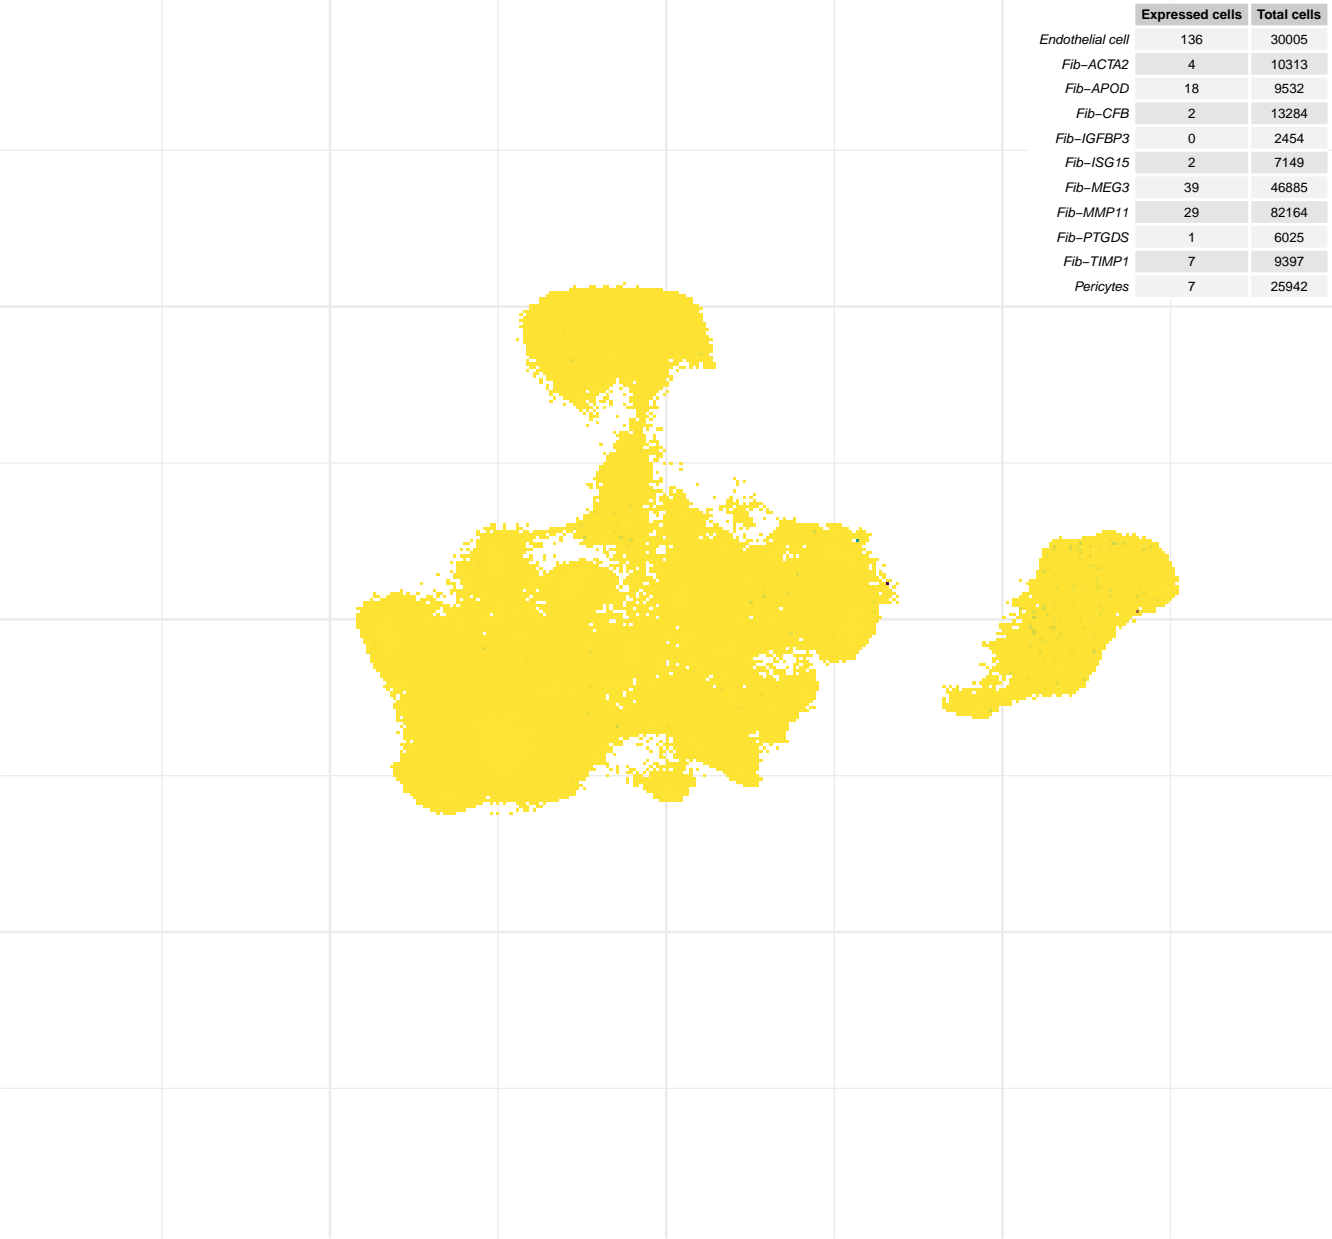 Expressed cells Total cells
Endothelial cell 136 30005
Fib−ACTA2 4 10313
Fib−APOD 18 9532
Fib−CFB 2 13284
Fib−IGFBP3 0 2454
Fib−ISG15 2 7149
Fib−MEG3 39 46885
Fib−MMP11 29 82164
Fib−PTGDS 1 6025
Fib−TIMP1 7 9397
Pericytes 7 25942